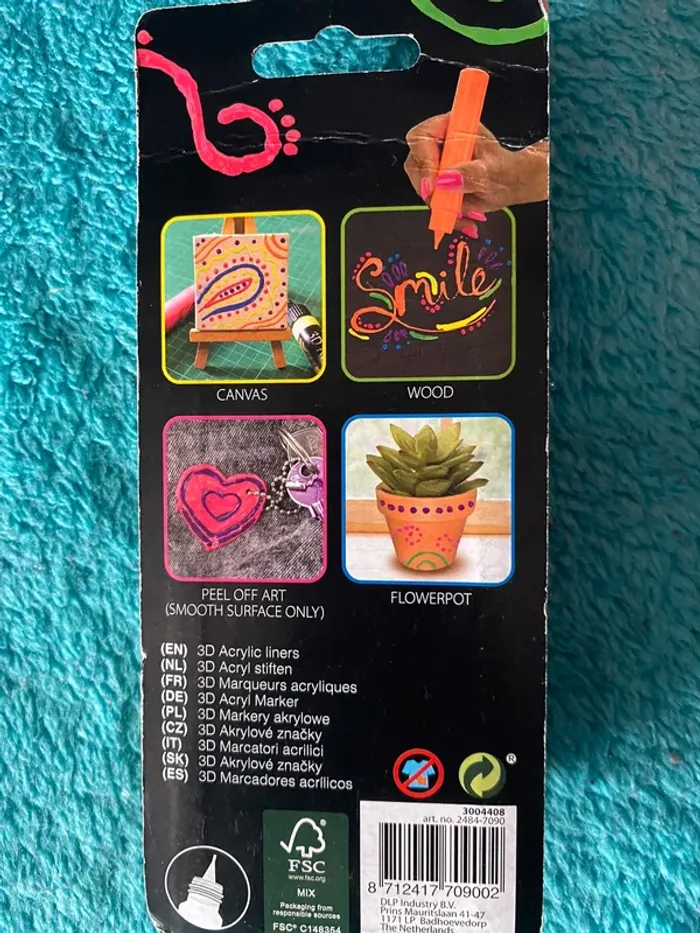 Smile
CANVAS
WOOD
PEEL OFF ART
(SMOOTH SURFACE ONLY)
FLOWERPOT
(EN) 3D Acrylic liners
(NL) 3D Acryl stiften
(FR) 3D Marqueurs acryliques
(DE) 3D Acryl Marker
(PL) 3D Markery akrylowe
(CZ) 3D Akrylové značky
(IT) 3D Marcatori acrilici
(SK) 3D Akrylové značky
(ES) 3D Marcadores acrílicos
®
3004408
art. no. 2484-7090
8 712417 709002
DLP Industry B.V.
Prins Mauritslaan 41-47
1171 LP Badhoevedorp
The Netherlands
FSC
www.fsc.org
MIX
Packaging from
responsible sources
FSC® C148354